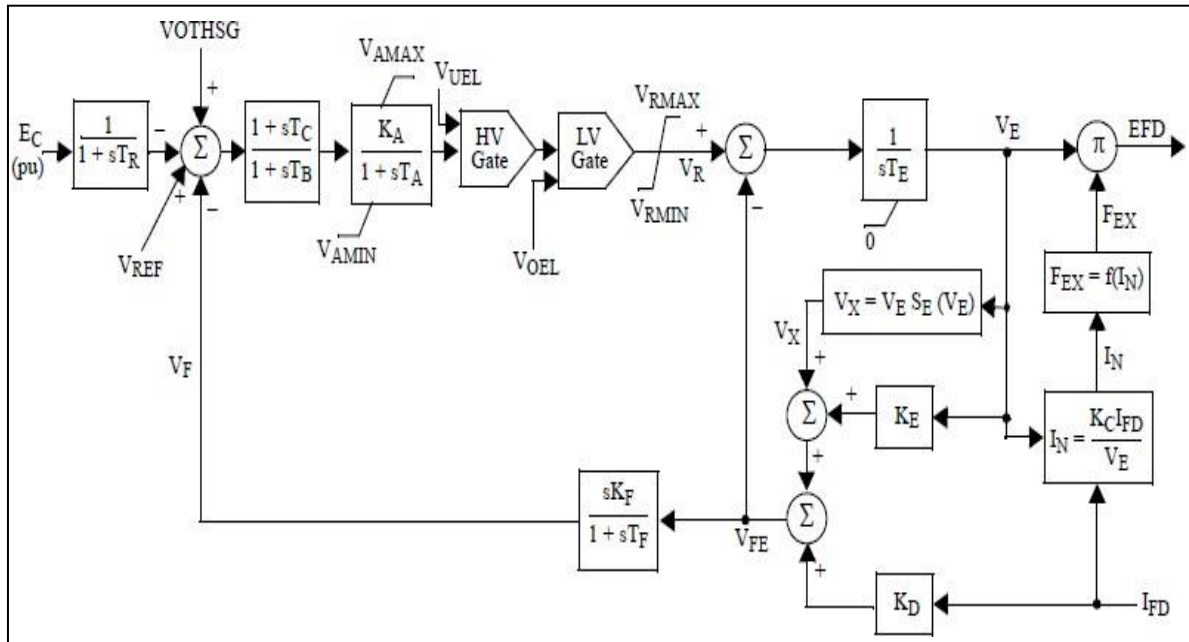 VOTHSG
+
E_C
(pu)
1
1 + sT_R
−
Σ
+
−
V_REF
1 + sT_C
1 + sT_B
V_AMAX
K_A
1 + sT_A
V_AMIN
V_UEL
HV
Gate
LV
Gate
V_OEL
V_RMAX
V_RMIN
+
V_R
Σ
−
1
sT_E
0
V_E
π
EFD
F_EX
F_EX = f(I_N)
I_N
I_N = K_C I_FD
V_E
V_X = V_E S_E (V_E)
V_X
+
Σ
+
K_E
+
Σ
+
K_D
I_FD
V_FE
sK_F
1 + sT_F
V_F